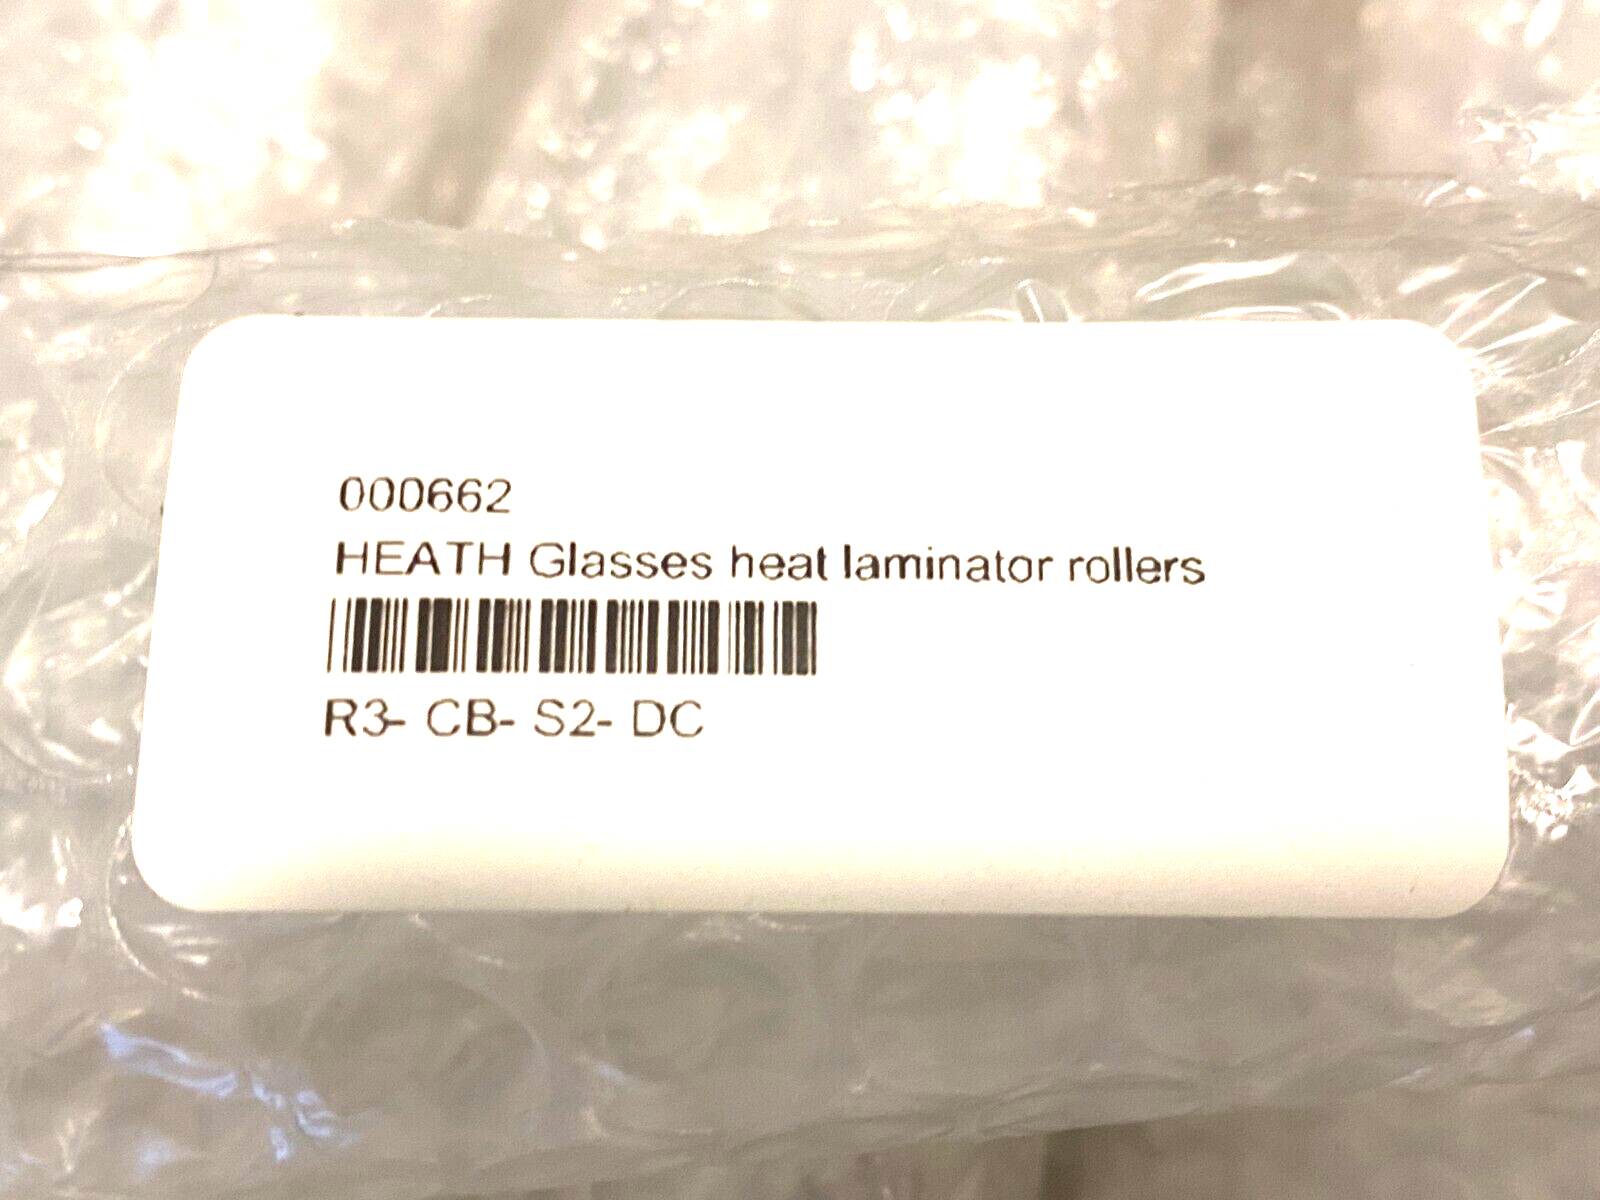 000662
HEATH Glasses heat laminator rollers
R3- CB- S2- DC